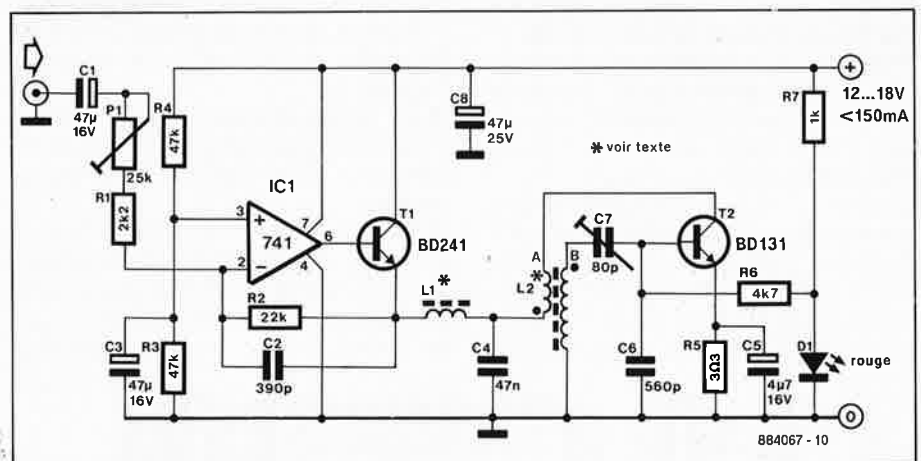 C1
47µ
16V
P1
25k
R1
2k2
R4
47k
C3
47µ
16V
R3
47k
IC1
741
3
+
2
−
7
6
4
T1
BD241
R2
22k
C2
390p
L1 *
C4
47n
C8
47µ
25V
* voir texte
A
*
L2
B
C7
80p
T2
BD131
C6
560p
R5
3Ω3
C5
4µ7
16V
R6
4k7
R7
1k
D1
rouge
+
12...18V
<150mA
0
884067 - 10